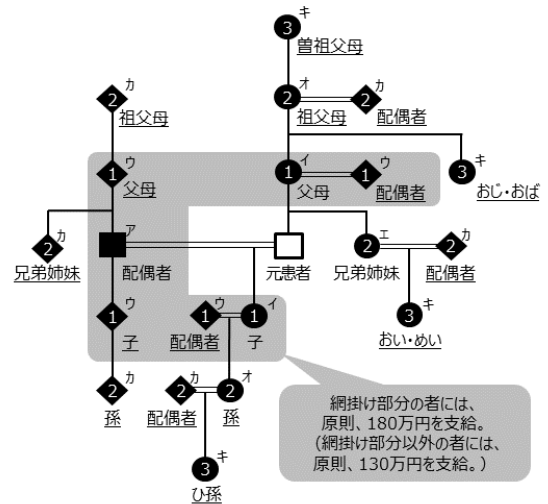 キ
3
曽祖父母
カ
2
祖父母
オ
2
祖父母
カ
2
配偶者
ウ
1
父母
イ
1
父母
ウ
1
配偶者
キ
3
おじ・おば
カ
2
兄弟姉妹
ア
配偶者
元患者
エ
2
兄弟姉妹
カ
2
配偶者
ウ
1
子
ウ
1
配偶者
イ
1
子
キ
3
おい・めい
カ
2
孫
カ
2
配偶者
オ
2
孫
キ
3
ひ孫
網掛け部分の者には、
原則、180万円を支給。
（網掛け部分以外の者には、
原則、130万円を支給。）